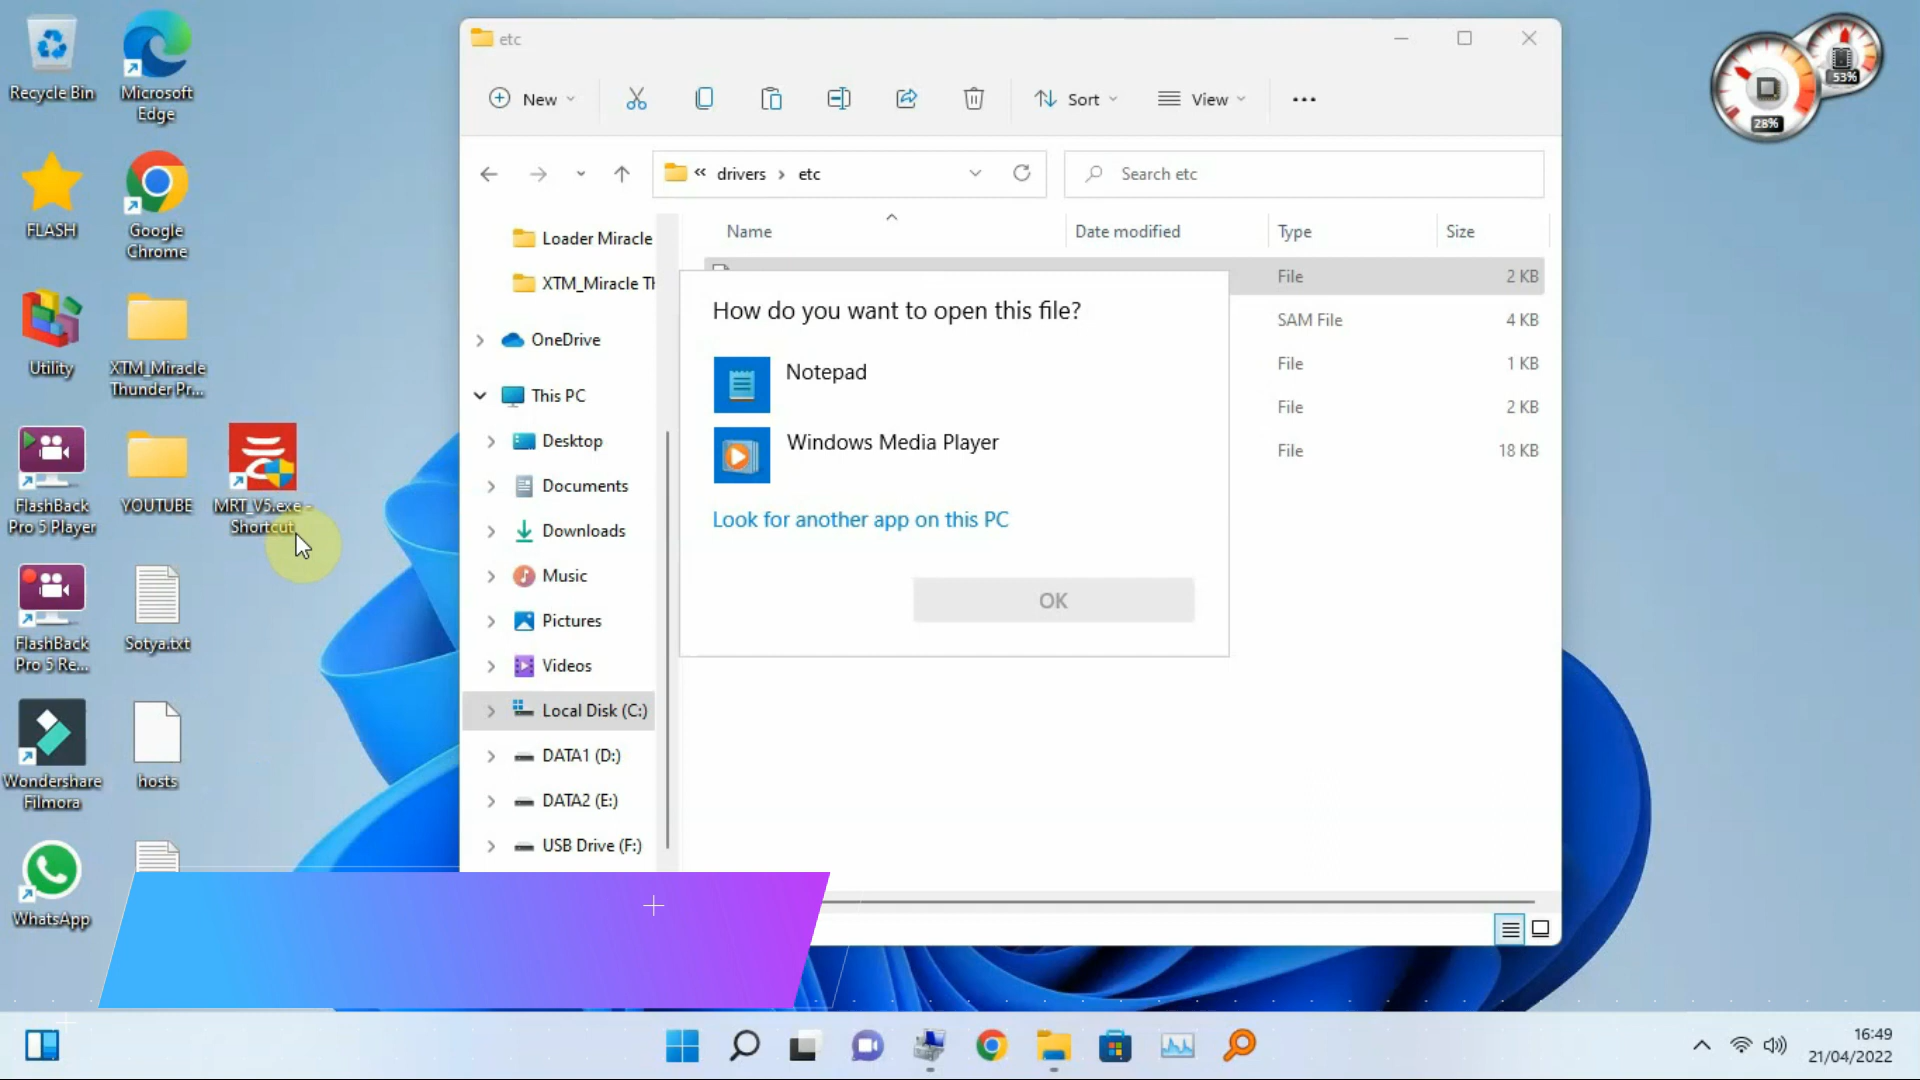 Recycle Bin
Microsoft
Edge
FLASH
Google
Chrome
Utility
XTM_Miracle
Thunder Pr...
FlashBack
Pro 5 Player
YOUTUBE
MRT_V5.exe -
Shortcut
FlashBack
Pro 5 Re...
Sotya.txt
Wondershare
Filmora
hosts
WhatsApp
etc
New
Sort
View
« drivers > etc
Search etc
Name
Date modified
Type
Size
Loader Miracle
XTM_Miracle Th
OneDrive
This PC
Desktop
Documents
Downloads
Music
Pictures
Videos
Local Disk (C:)
DATA1 (D:)
DATA2 (E:)
USB Drive (F:)
File 2 KB
SAM File 4 KB
File 1 KB
File 2 KB
File 18 KB
How do you want to open this file?
Notepad
Windows Media Player
Look for another app on this PC
OK
53%
28%
16:49
21/04/2022